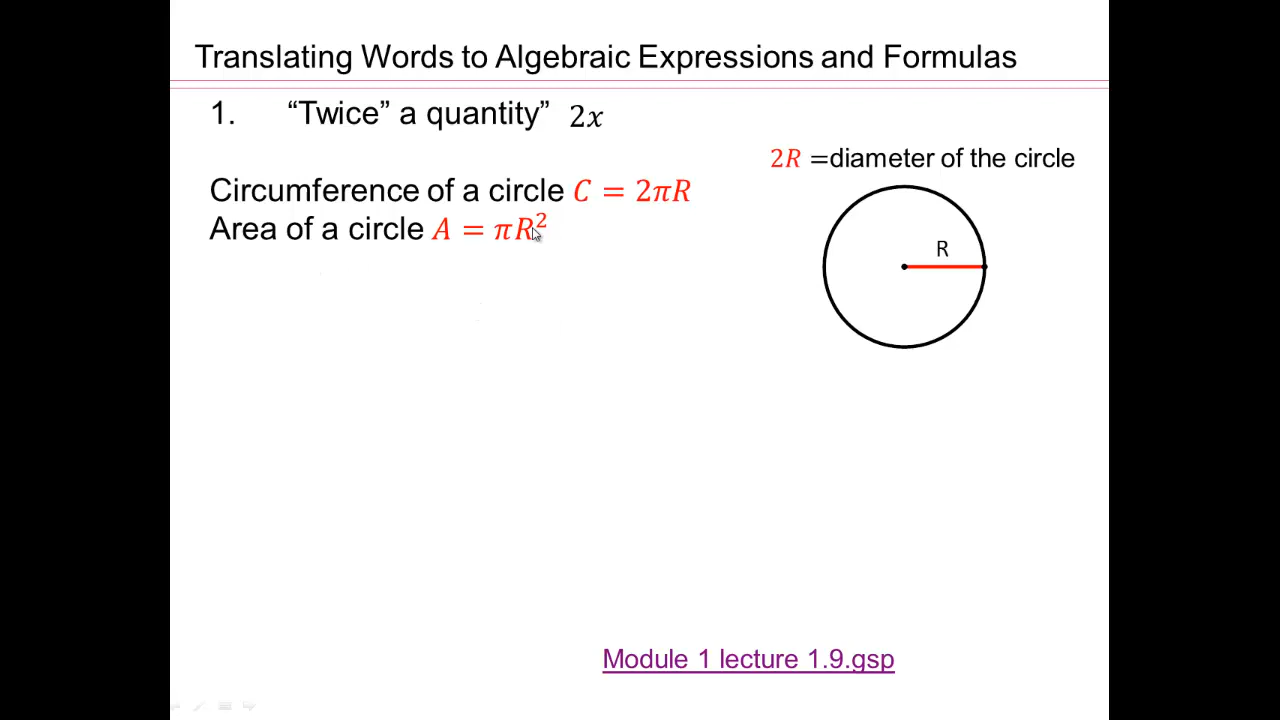 Translating Words to Algebraic Expressions and Formulas
1. “Twice” a quantity” 2x
2R =diameter of the circle
Circumference of a circle C = 2πR
Area of a circle A = πR²
R
Module 1 lecture 1.9.gsp